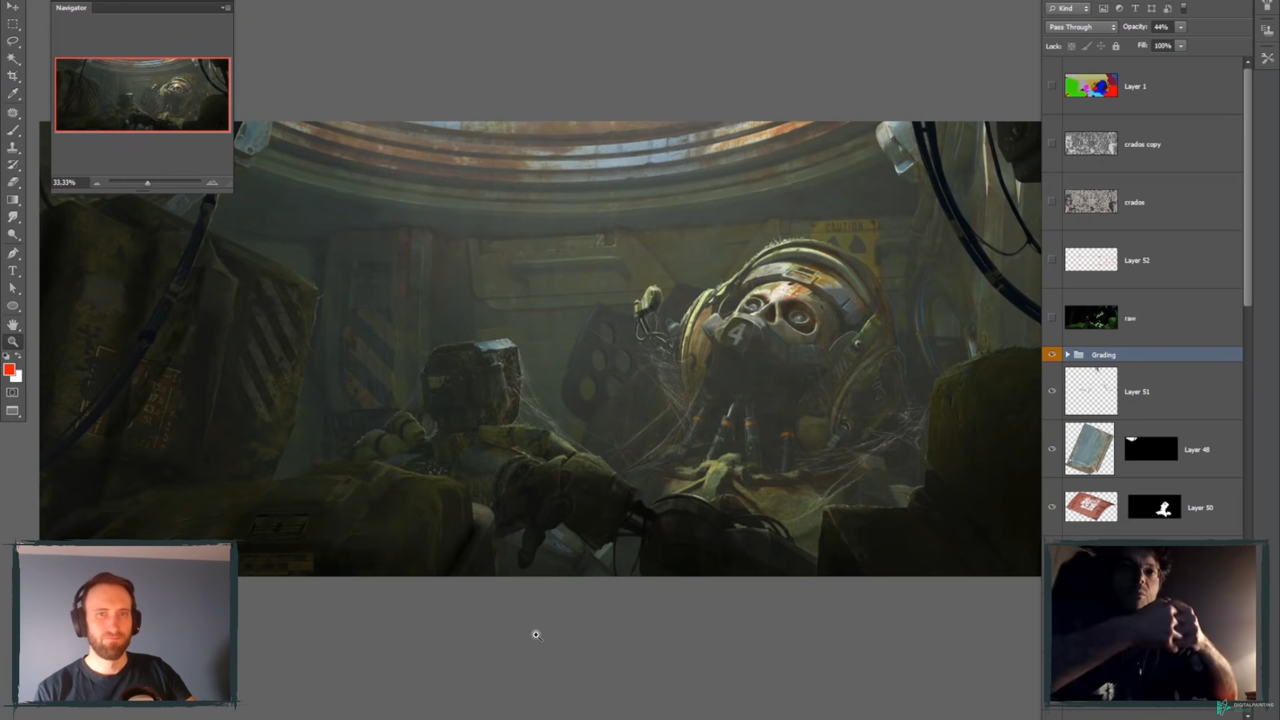 Navigator
33.33%
Kind
Pass Through
Opacity: 44%
Lock:
Fill: 100%
Layer 1
crados copy
crados
Layer 52
raw
Grading
Layer 51
Layer 48
Layer 50
CAUTION
4
T
DIGITALPAINTING